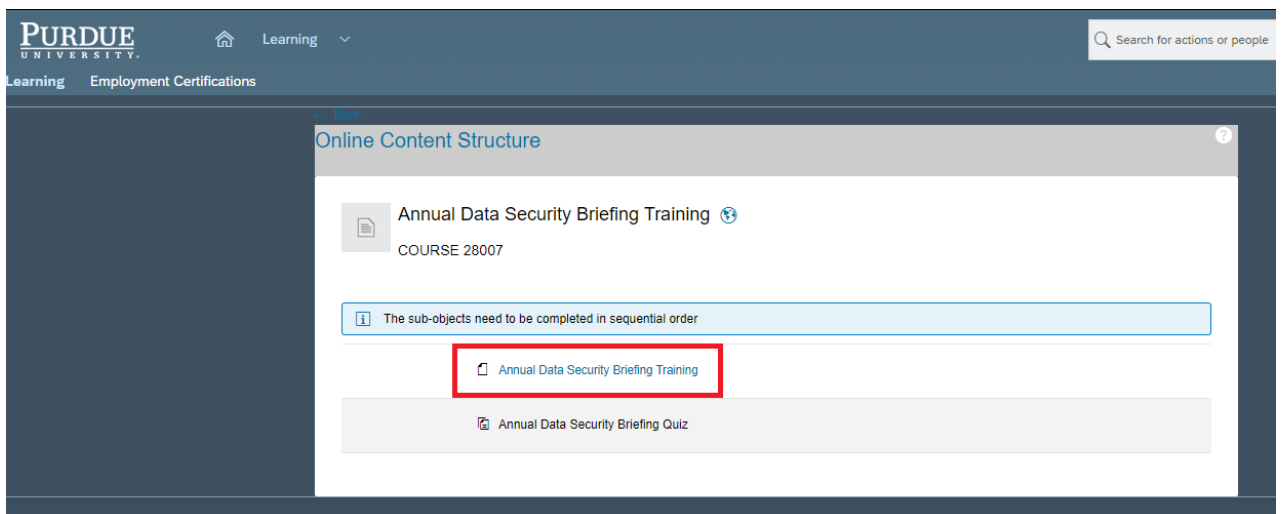 PURDUE
UNIVERSITY.
Learning
Search for actions or people
Learning Employment Certifications
← Back
Online Content Structure
?
Annual Data Security Briefing Training
COURSE 28007
i The sub-objects need to be completed in sequential order
Annual Data Security Briefing Training
Annual Data Security Briefing Quiz